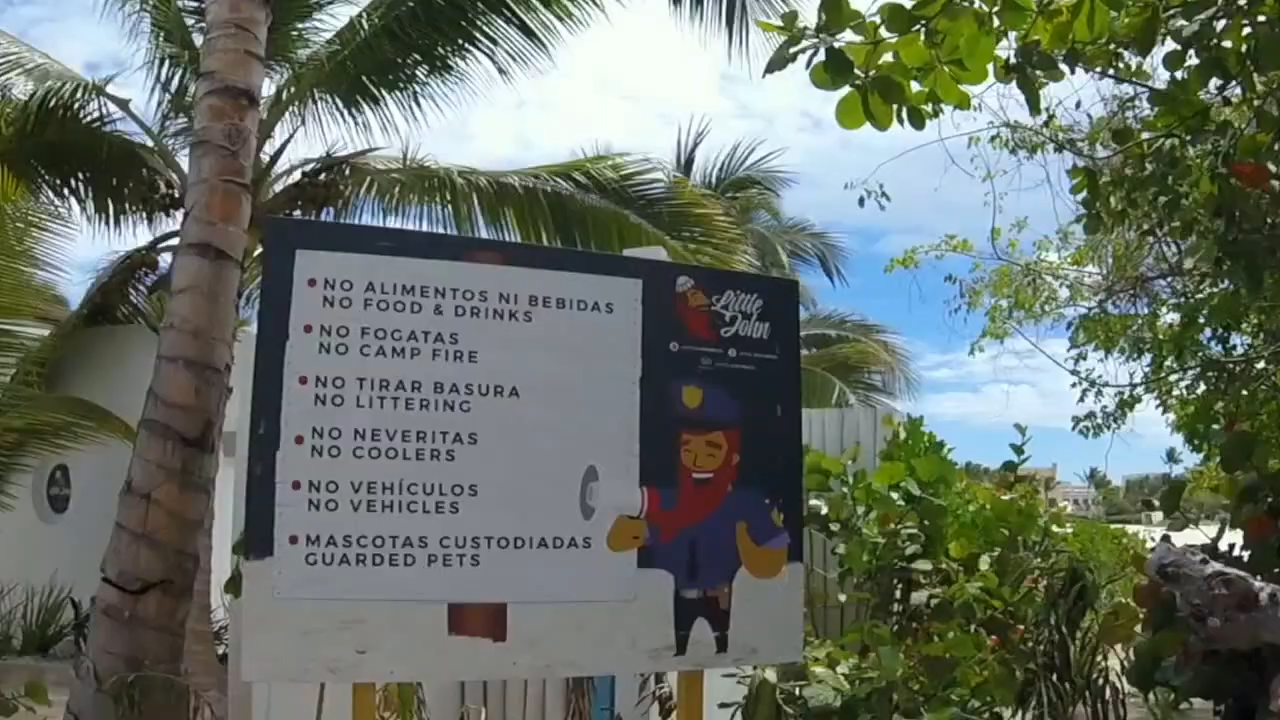 NO ALIMENTOS NI BEBIDAS
NO FOOD & DRINKS
NO FOGATAS
NO CAMP FIRE
NO TIRAR BASURA
NO LITTERING
NO NEVERITAS
NO COOLERS
NO VEHÍCULOS
NO VEHICLES
MASCOTAS CUSTODIADAS
GUARDED PETS
Little
John